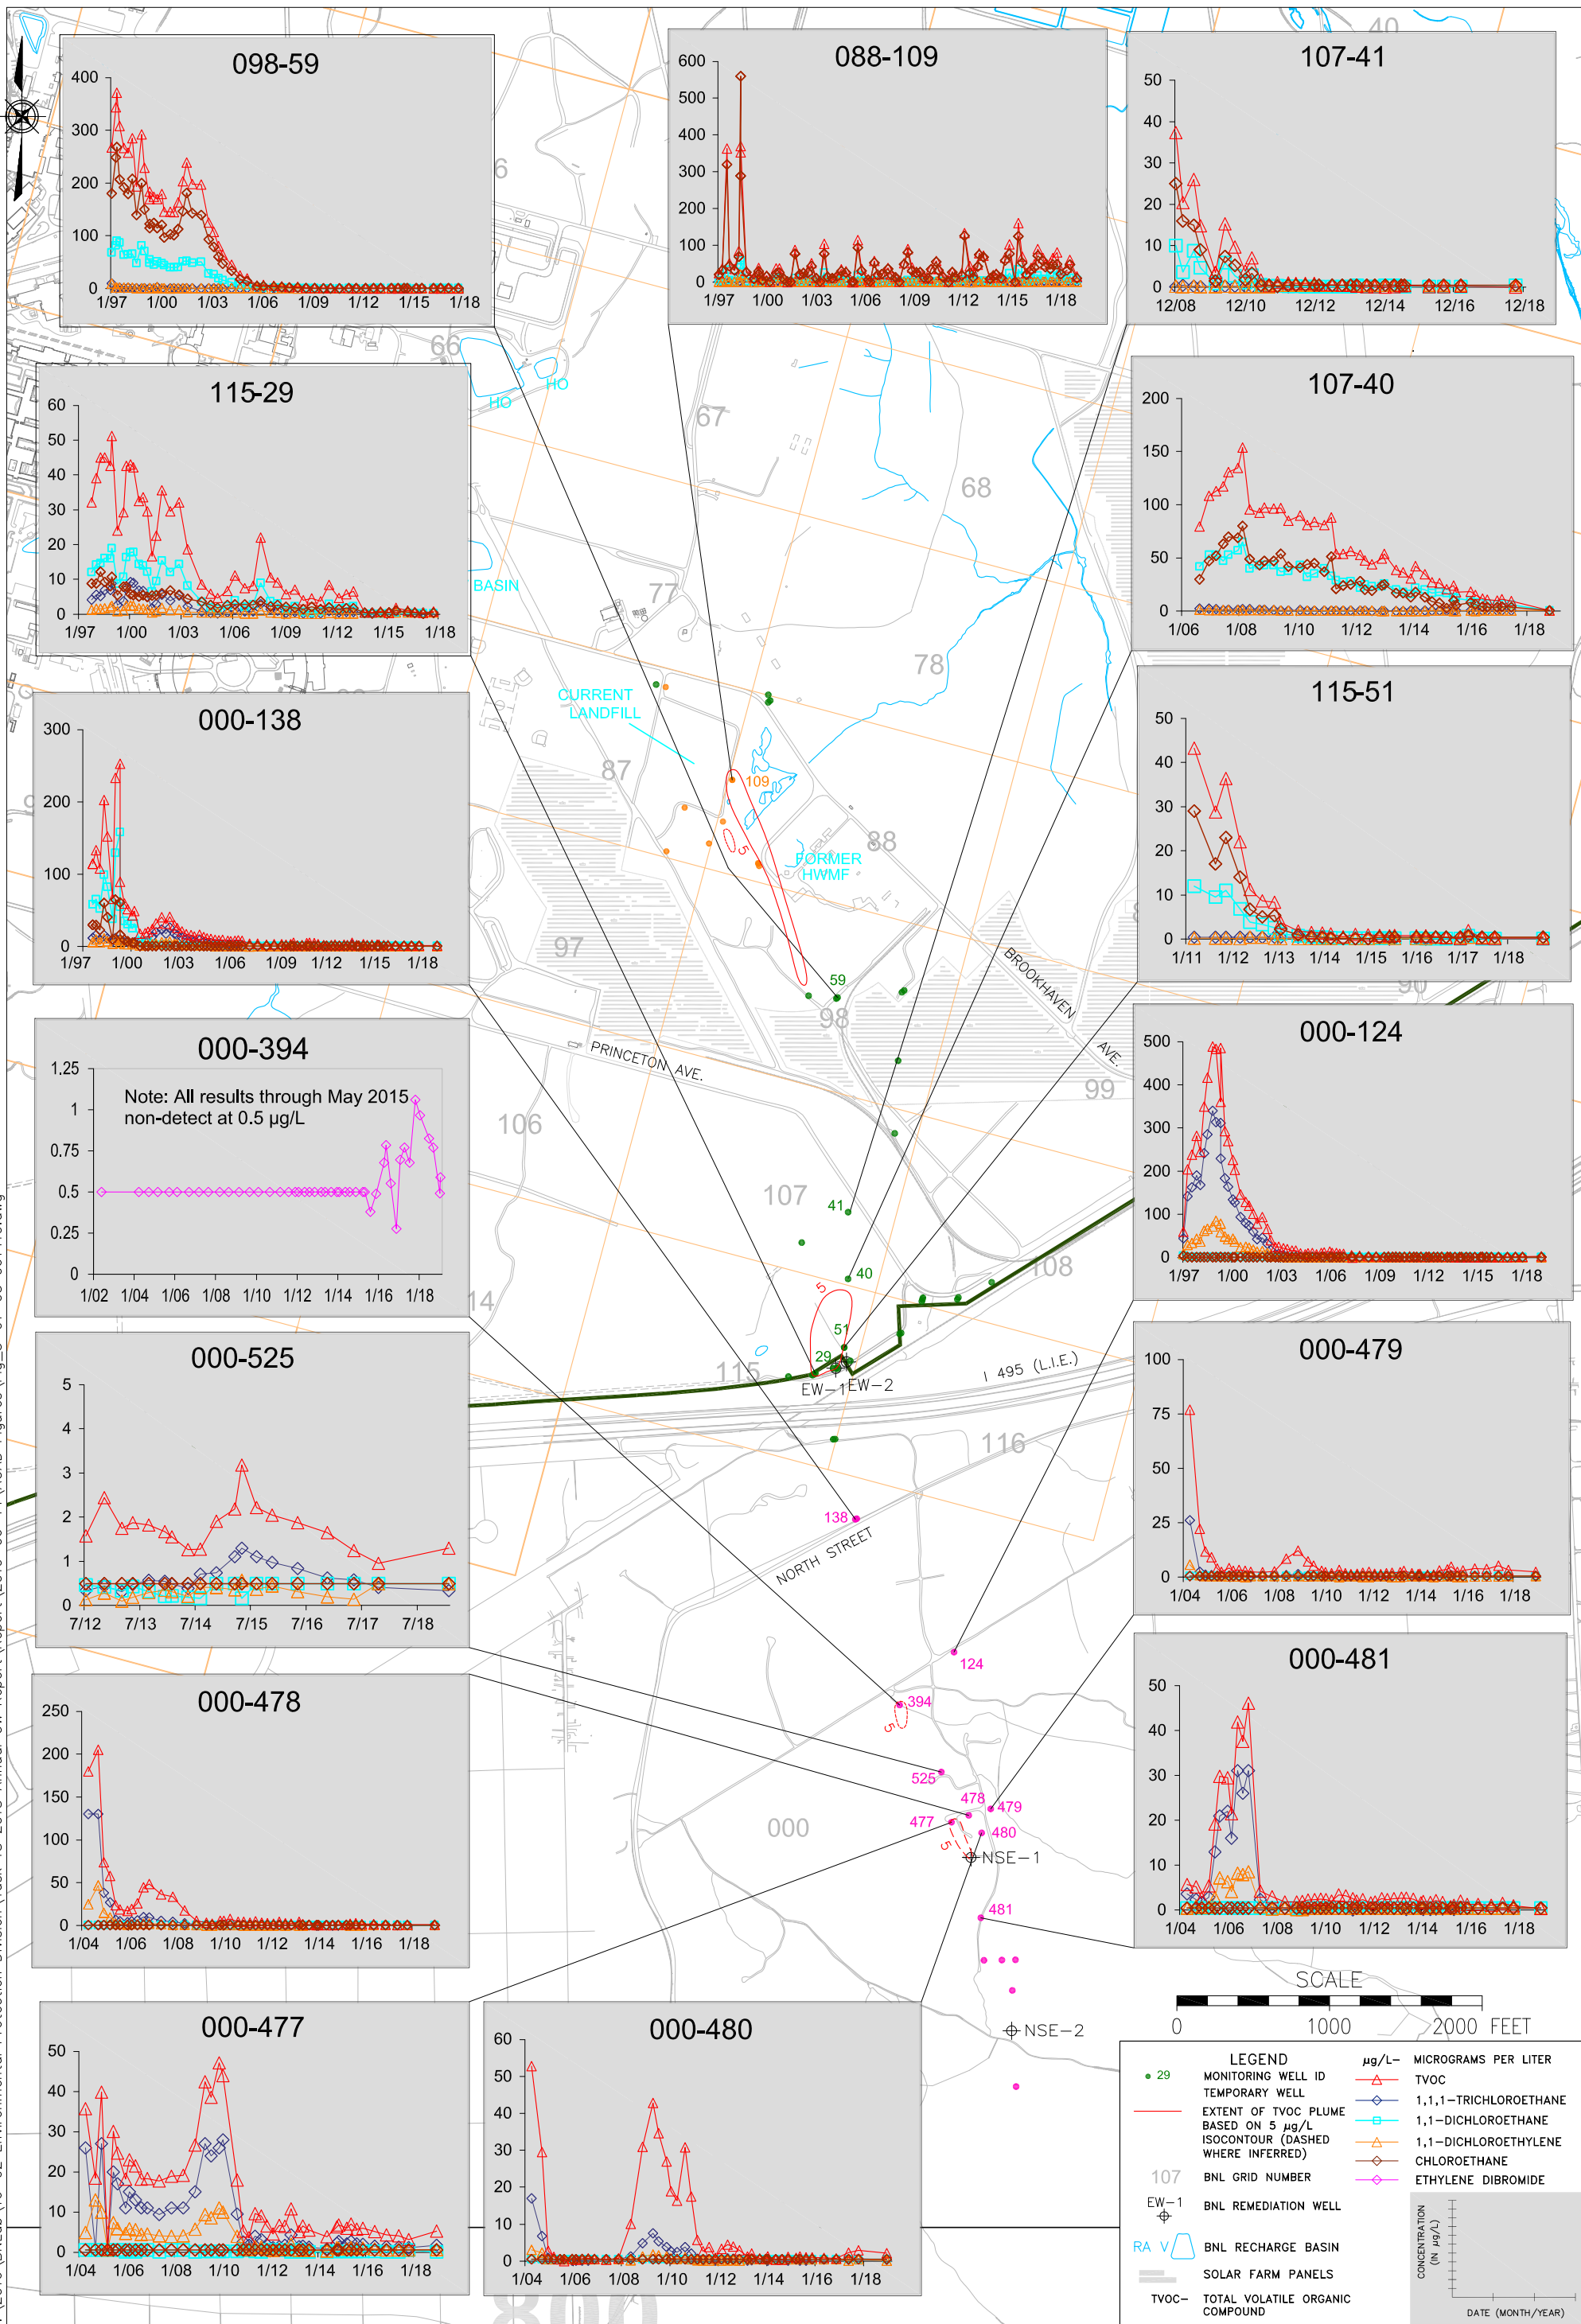 098-59
400
300
200
100
0
1/97 1/00 1/03 1/06 1/09 1/12 1/15 1/18
088-109
600
500
400
300
200
100
0
1/97 1/00 1/03 1/06 1/09 1/12 1/15 1/18
107-41
50
40
30
20
10
0
12/08 12/10 12/12 12/14 12/16 12/18
40
6
66
HO
HO
67
68
115-29
60
50
40
30
20
10
0
1/97 1/00 1/03 1/06 1/09 1/12 1/15 1/18
107-40
200
150
100
50
0
1/06 1/08 1/10 1/12 1/14 1/16 1/18
BASIN
77
78
000-138
300
200
100
0
1/97 1/00 1/03 1/06 1/09 1/12 1/15 1/18
115-51
50
40
30
20
10
0
1/11 1/12 1/13 1/14 1/15 1/16 1/17 1/18
CURRENT
LANDFILL
87
109
5
88
FORMER
HWMF
97
59
98
BROOKHAVEN
AVE.
90
99
PRINCETON AVE.
106
000-394
1.25
1
0.75
0.5
0.25
0
Note: All results through May 2015
non-detect at 0.5 µg/L
1/02 1/04 1/06 1/08 1/10 1/12 1/14 1/16 1/18
000-124
500
400
300
200
100
0
1/97 1/00 1/03 1/06 1/09 1/12 1/15 1/18
107
41
40
108
14
5
51
29
115
EW-1
EW-2
I 495 (L.I.E.)
116
000-525
5
4
3
2
1
0
7/12 7/13 7/14 7/15 7/16 7/17 7/18
000-479
100
75
50
25
0
1/04 1/06 1/08 1/10 1/12 1/14 1/16 1/18
138
NORTH STREET
124
394
5
000-478
250
200
150
100
50
0
1/04 1/06 1/08 1/10 1/12 1/14 1/16 1/18
000-481
50
40
30
20
10
0
1/04 1/06 1/08 1/10 1/12 1/14 1/16 1/18
525
478
479
477
480
5
NSE-1
000
481
NSE-2
000-477
50
40
30
20
10
0
1/04 1/06 1/08 1/10 1/12 1/14 1/16 1/18
000-480
60
50
40
30
20
10
0
1/04 1/06 1/08 1/10 1/12 1/14 1/16 1/18
800
SCALE
0 1000 2000 FEET
LEGEND
29 MONITORING WELL ID
TEMPORARY WELL
EXTENT OF TVOC PLUME
BASED ON 5 µg/L
ISOCONTOUR (DASHED
WHERE INFERRED)
107 BNL GRID NUMBER
EW-1 BNL REMEDIATION WELL
RA V BNL RECHARGE BASIN
SOLAR FARM PANELS
TVOC- TOTAL VOLATILE ORGANIC
COMPOUND
µg/L- MICROGRAMS PER LITER
TVOC
1,1,1-TRICHLOROETHANE
1,1-DICHLOROETHANE
1,1-DICHLOROETHYLENE
CHLOROETHANE
ETHYLENE DIBROMIDE
CONCENTRATION
(IN µg/L)
DATE (MONTH/YEAR)